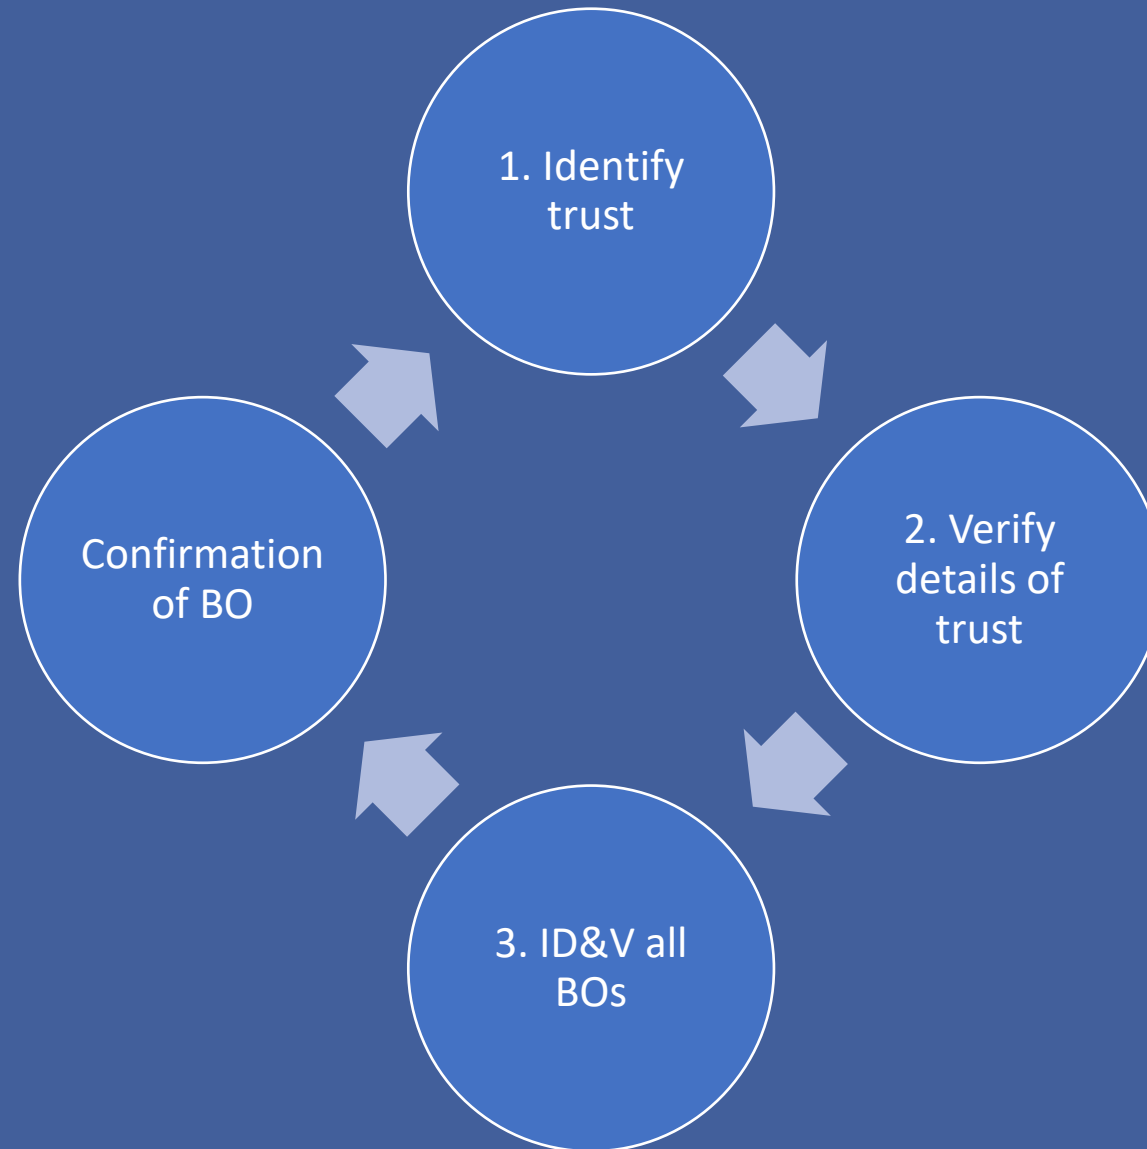 1. Identify
trust
2. Verify
details of
trust
3. ID&V all
BOs
Confirmation
of BO